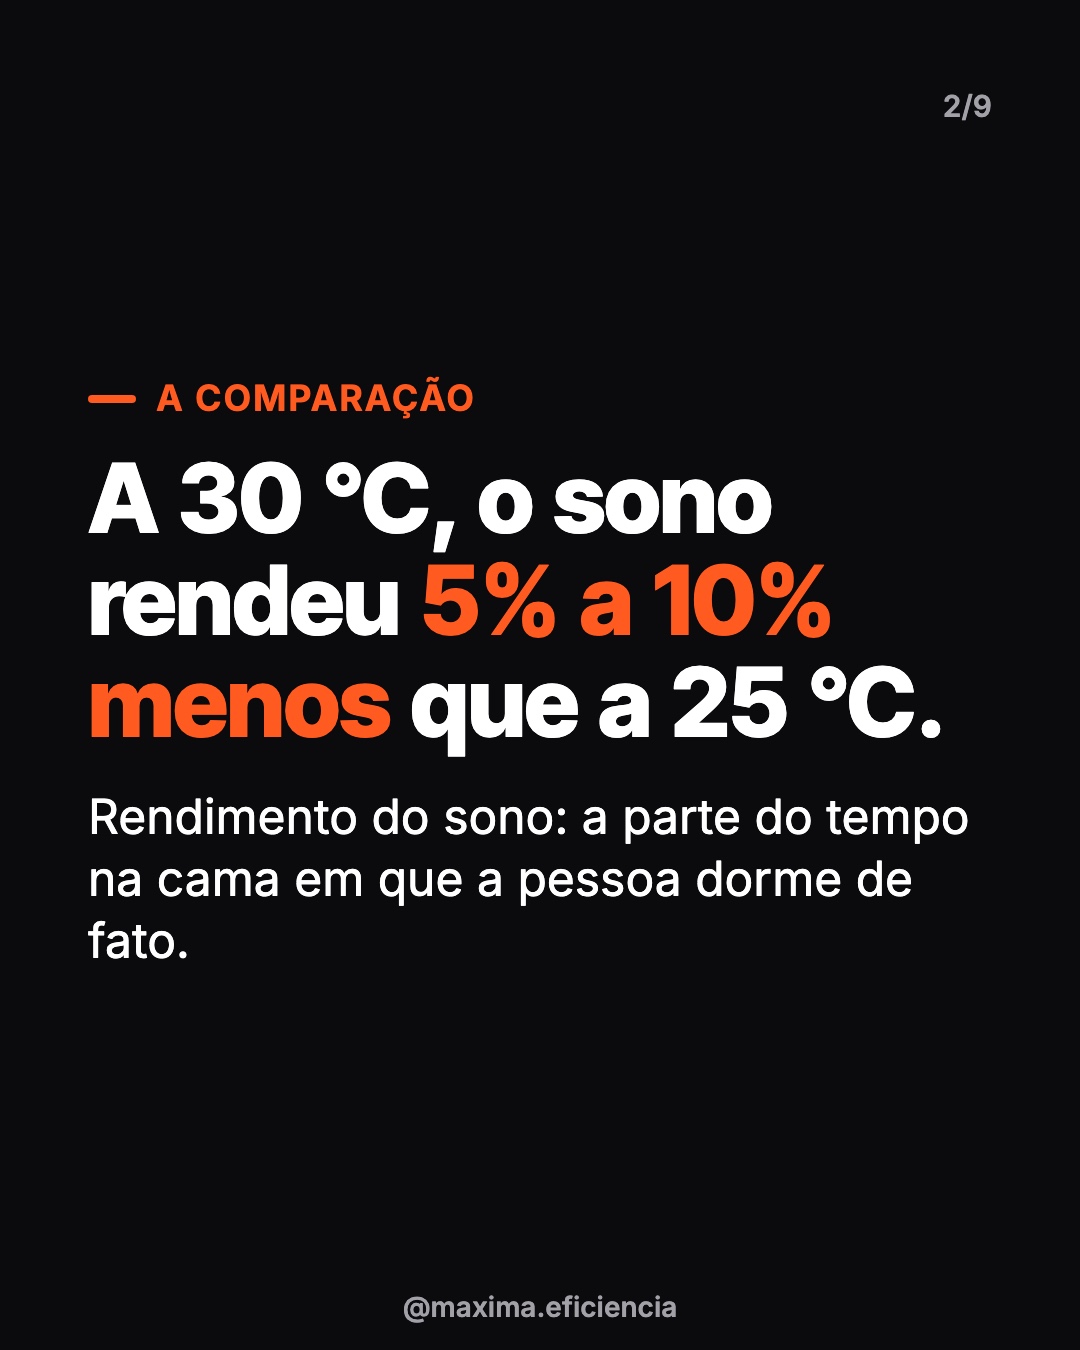 2/9
A COMPARAÇÃO
A 30 °C, o sono
rendeu 5% a 10%
menos que a 25 °C.
Rendimento do sono: a parte do tempo
na cama em que a pessoa dorme de
fato.
@maxima.eficiencia